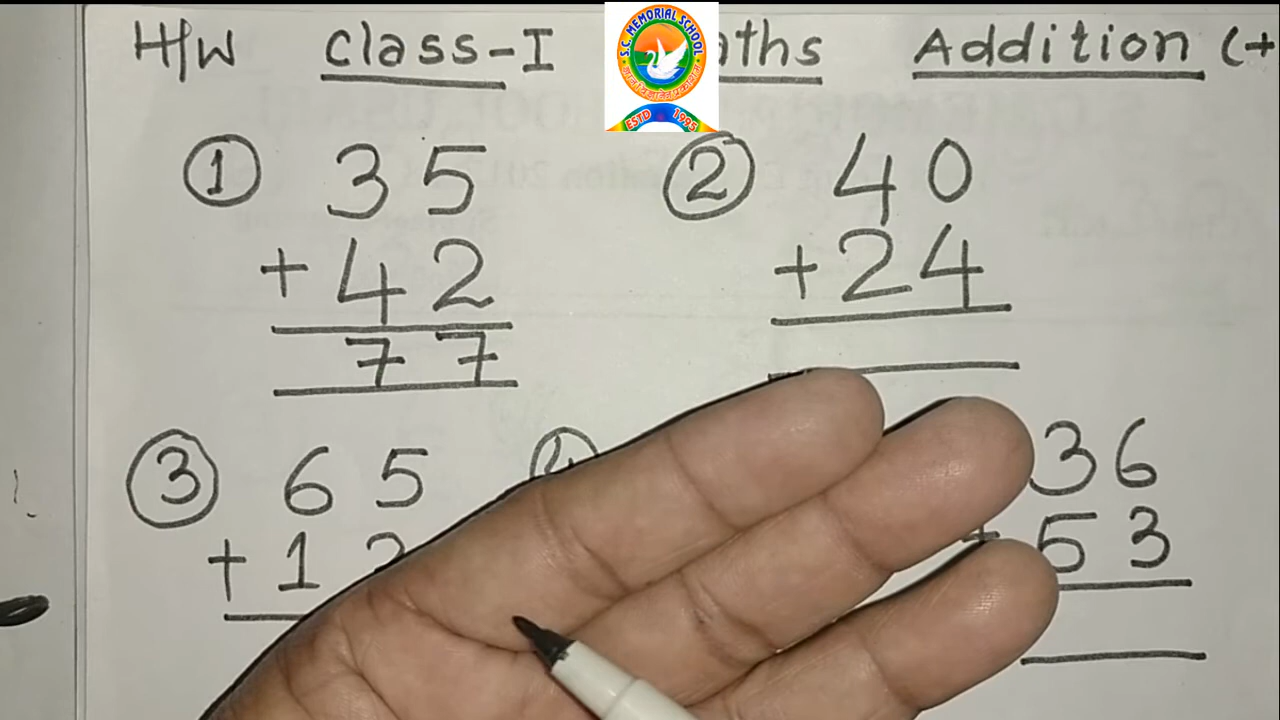 H/W Class-I aths Addition (+
S.C. MEMORIAL SCHOOL
ESTD 1995
① 35 ② 40
+ 42 + 24
77
③ 65 ④ 36
+ 1 + 53